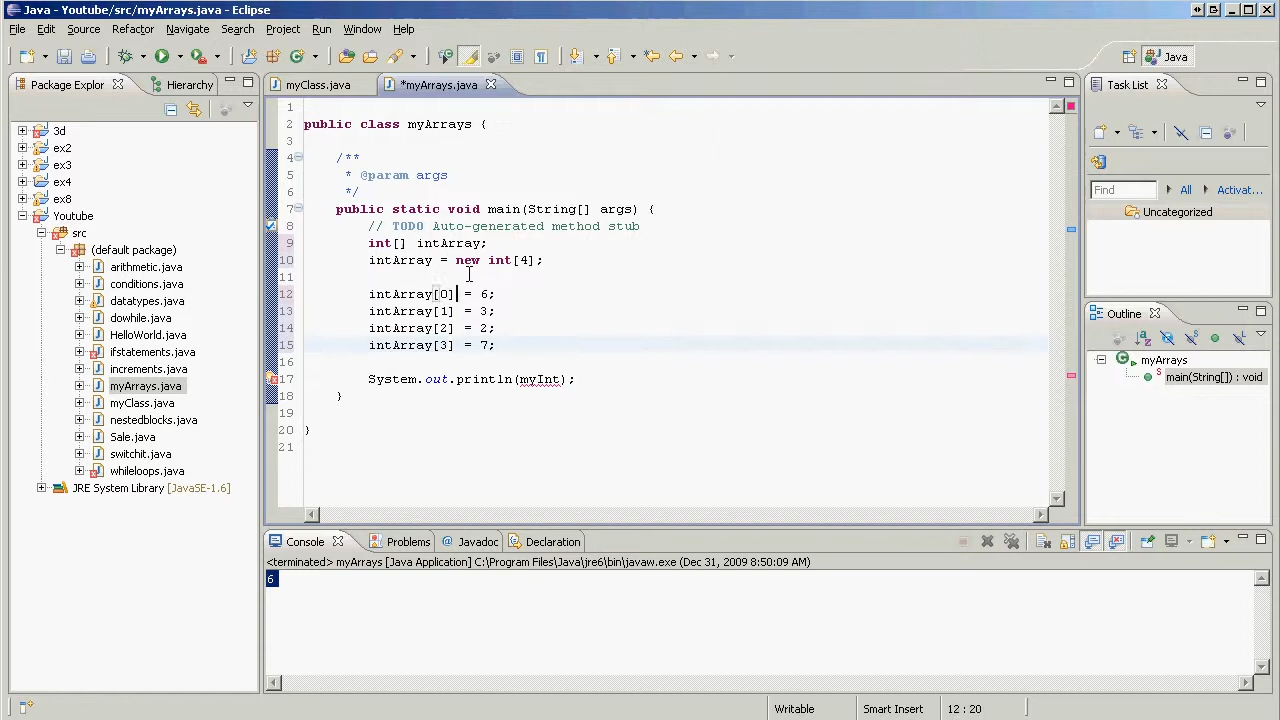 Java - Youtube/src/myArrays.java - Eclipse
File Edit Source Refactor Navigate Search Project Run Window Help
Java
Package Explor Hierarchy
myClass.java *myArrays.java
Task List
3d
ex2
ex3
ex4
ex6
Youtube
src
(default package)
arithmetic.java
conditions.java
datatypes.java
dowhile.java
HelloWorld.java
ifstatements.java
increments.java
myArrays.java
myClass.java
nestedblocks.java
Sale.java
switchit.java
whileloops.java
JRE System Library [JavaSE-1.6]
1
2 public class myArrays {
3
4 /**
5 * @param args
6 */
7 public static void main(String[] args) {
8 // TODO Auto-generated method stub
9 int[] intArray;
10 intArray = new int[4];
11
12 intArray[0] = 6;
13 intArray[1] = 3;
14 intArray[2] = 2;
15 intArray[3] = 7;
16
17 System.out.println(myInt);
18 }
19
20 }
21
Find All Activat...
Uncategorized
Outline
myArrays
main(String[]) : void
Console Problems Javadoc Declaration
<terminated> myArrays [Java Application] C:\Program Files\Java\jre6\bin\javaw.exe (Dec 31, 2009 8:50:09 AM)
6
Writable Smart Insert 12 : 20